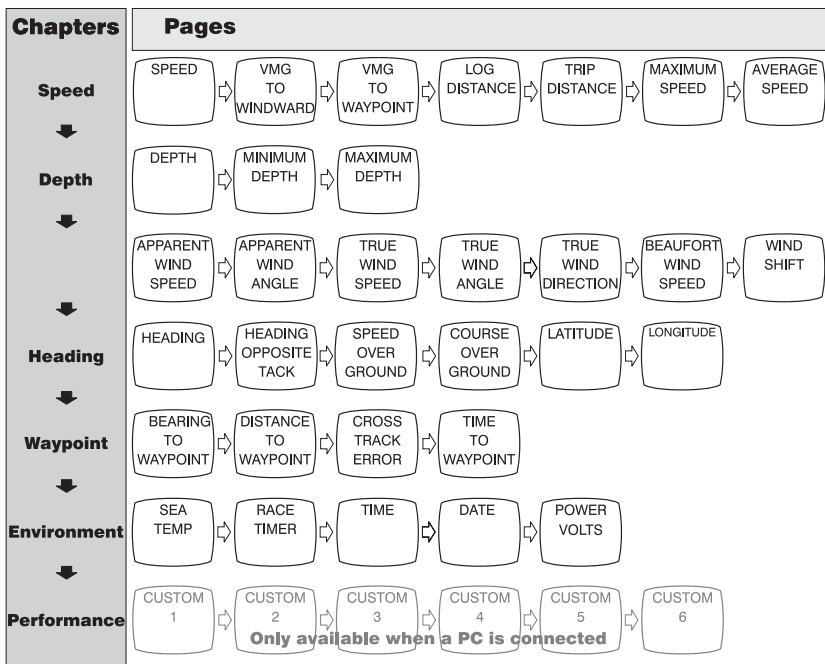 Chapters
Pages
Speed
SPEED
VMG
TO
WINDWARD
VMG
TO
WAYPOINT
LOG
DISTANCE
TRIP
DISTANCE
MAXIMUM
SPEED
AVERAGE
SPEED
Depth
DEPTH
MINIMUM
DEPTH
MAXIMUM
DEPTH
APPARENT
WIND
SPEED
APPARENT
WIND
ANGLE
TRUE
WIND
SPEED
TRUE
WIND
ANGLE
TRUE
WIND
DIRECTION
BEAUFORT
WIND
SPEED
WIND
SHIFT
Heading
HEADING
HEADING
OPPOSITE
TACK
SPEED
OVER
GROUND
COURSE
OVER
GROUND
LATITUDE
LONGITUDE
Waypoint
BEARING
TO
WAYPOINT
DISTANCE
TO
WAYPOINT
CROSS
TRACK
ERROR
TIME
TO
WAYPOINT
Environment
SEA
TEMP
RACE
TIMER
TIME
DATE
POWER
VOLTS
Performance
CUSTOM
1
CUSTOM
2
CUSTOM
3
CUSTOM
4
CUSTOM
5
CUSTOM
6
Only available when a PC is connected